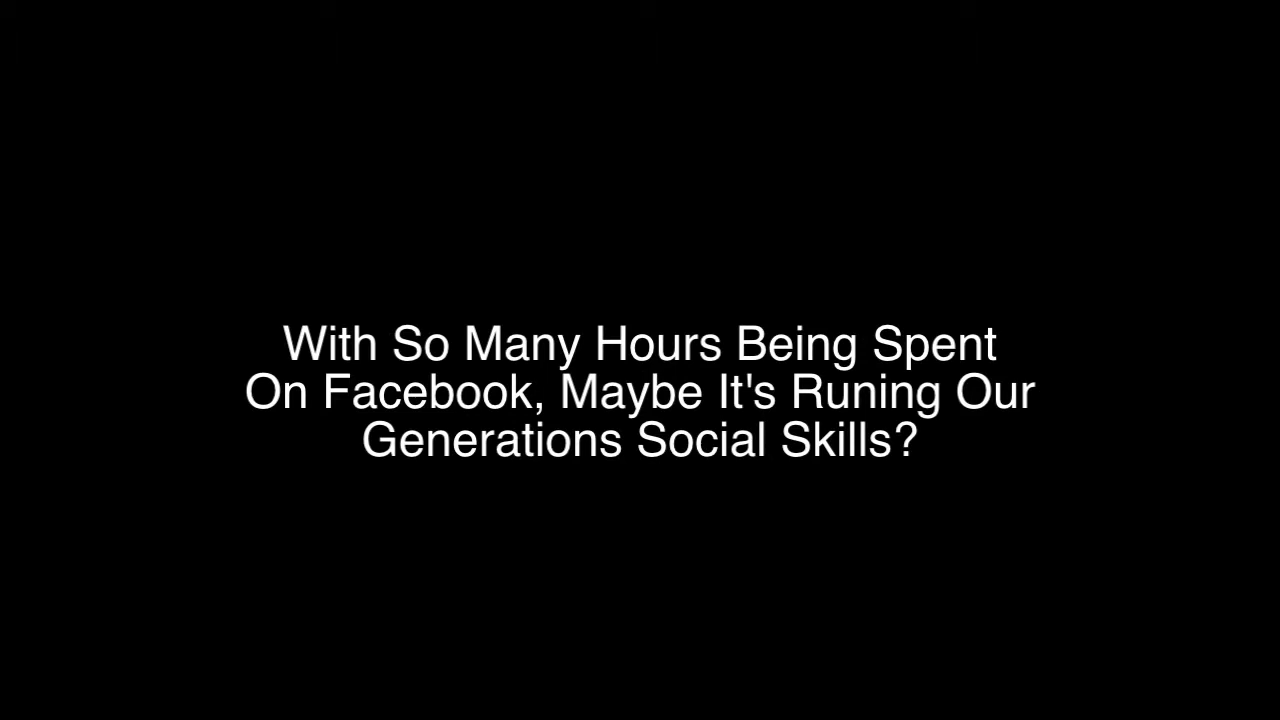 With So Many Hours Being Spent
On Facebook, Maybe It's Runing Our
Generations Social Skills?